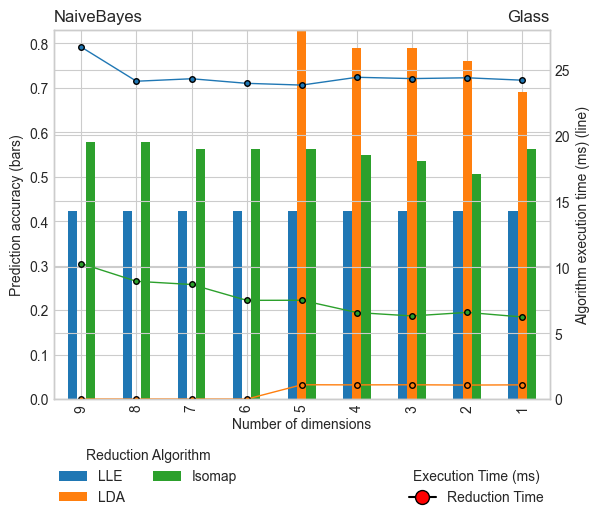 NaiveBayes Glass
0.8
0.7
0.6
0.5
0.4
0.3
0.2
0.1
0.0
Prediction accuracy (bars)
25
20
15
10
5
0
Algorithm execution time (ms) (line)
9 8 7 6 5 4 3 2 1
Number of dimensions
Reduction Algorithm
LLE Isomap
LDA
Execution Time (ms)
Reduction Time